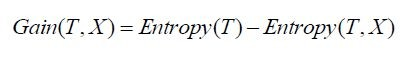 Gain(T, X) = Entropy(T) − Entropy(T, X)